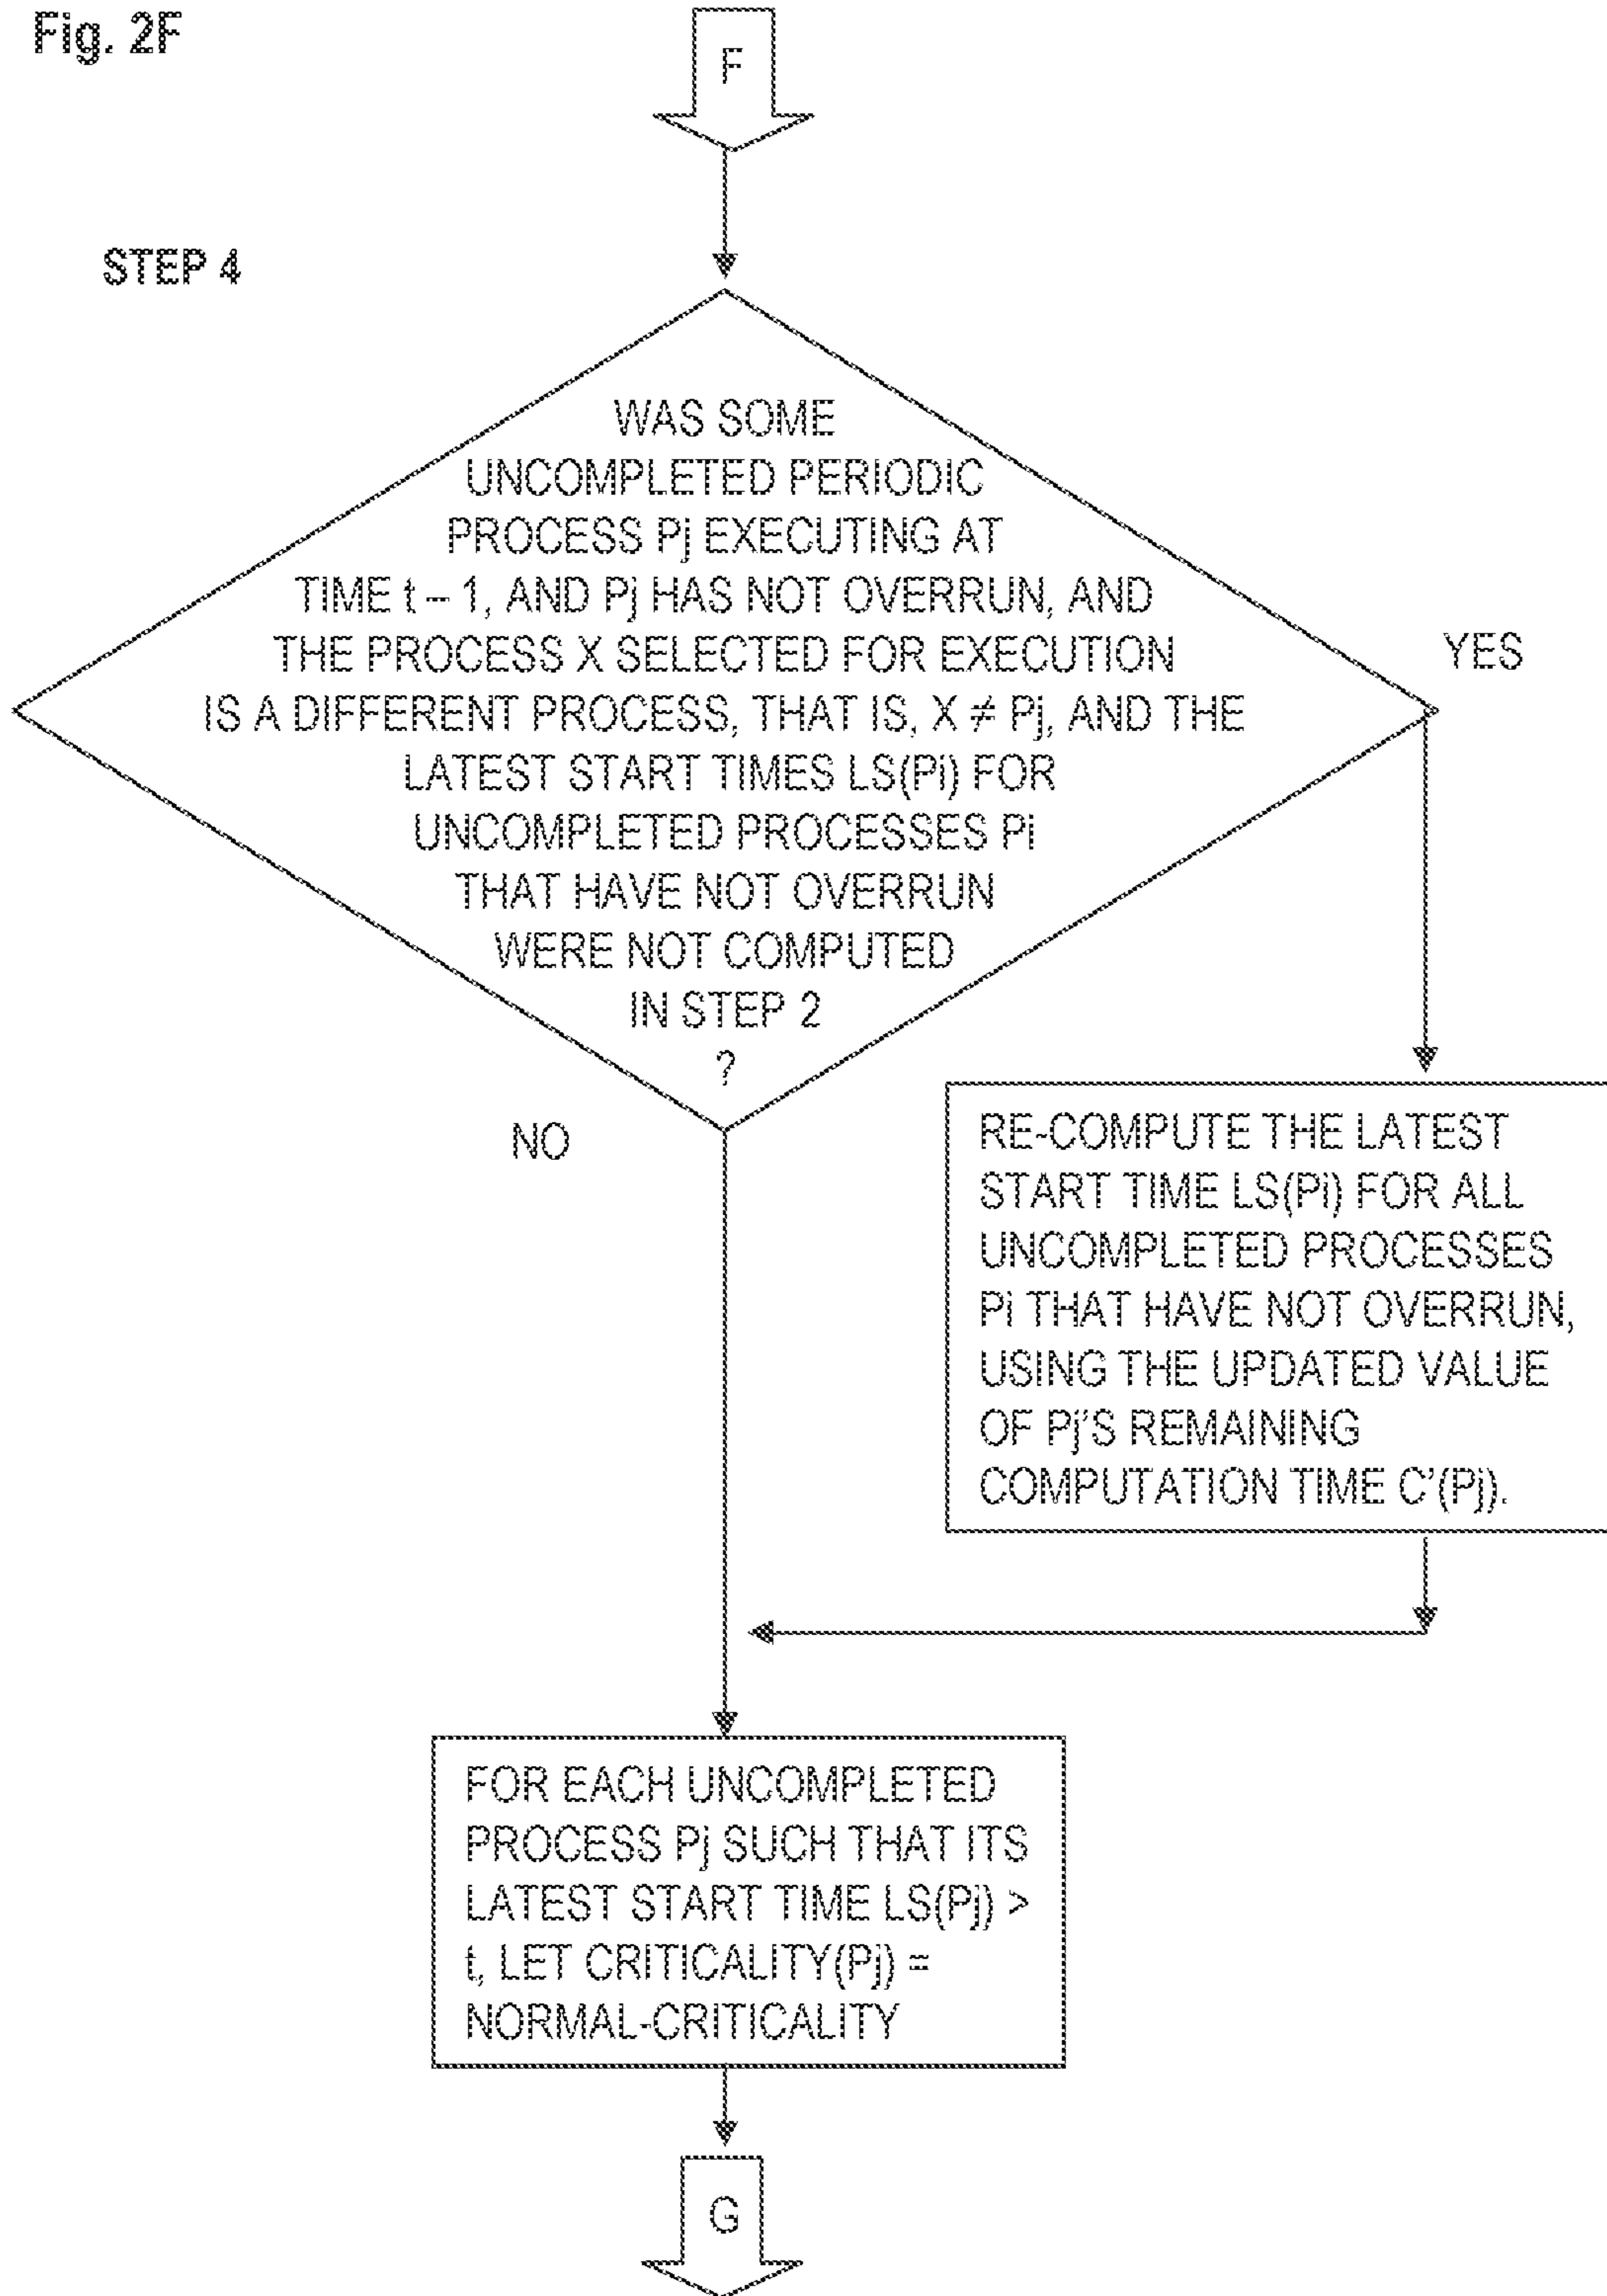 Fig. 2F
F
STEP 4
WAS SOME
UNCOMPLETED PERIODIC
PROCESS Pj EXECUTING AT
TIME t – 1, AND Pj HAS NOT OVERRUN, AND
THE PROCESS X SELECTED FOR EXECUTION
IS A DIFFERENT PROCESS, THAT IS, X ≠ Pj, AND THE
LATEST START TIMES LS(Pi) FOR
UNCOMPLETED PROCESSES Pi
THAT HAVE NOT OVERRUN
WERE NOT COMPUTED
IN STEP 2
?
YES
NO
RE-COMPUTE THE LATEST
START TIME LS(Pi) FOR ALL
UNCOMPLETED PROCESSES
Pi THAT HAVE NOT OVERRUN,
USING THE UPDATED VALUE
OF Pj’S REMAINING
COMPUTATION TIME C’(Pj).
FOR EACH UNCOMPLETED
PROCESS Pj SUCH THAT ITS
LATEST START TIME LS(Pj) >
t, LET CRITICALITY(Pj) =
NORMAL-CRITICALITY
G